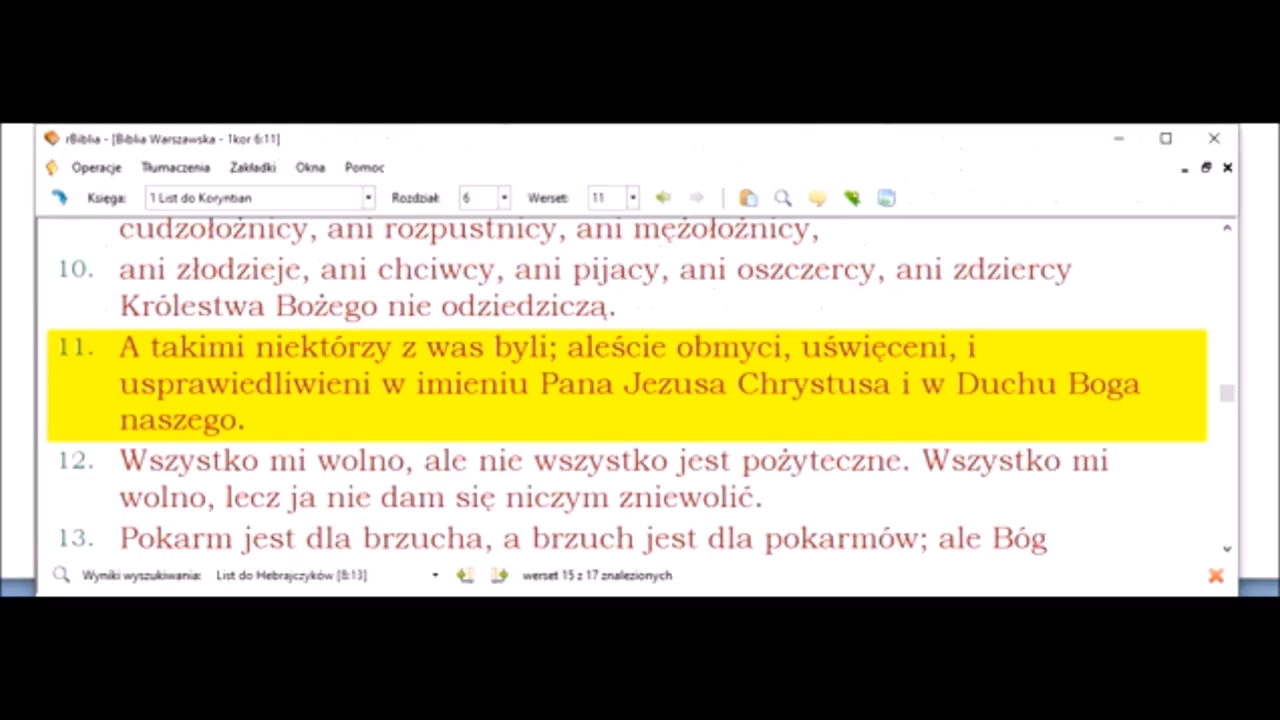 rBiblia - [Biblia Warszawska - 1kor 6:11]
Operacje Tłumaczenia Zakładki Okna Pomoc
Księga: 1 List do Koryntian Rozdział: 6 Werset: 11
cudzołożnicy, ani rozpustnicy, ani mężołożnicy,
10. ani złodzieje, ani chciwcy, ani pijacy, ani oszczercy, ani zdziercy
Królestwa Bożego nie odziedziczą.
11. A takimi niektórzy z was byli; aleście obmyci, uświęceni, i
usprawiedliwieni w imieniu Pana Jezusa Chrystusa i w Duchu Boga
naszego.
12. Wszystko mi wolno, ale nie wszystko jest pożyteczne. Wszystko mi
wolno, lecz ja nie dam się niczym zniewolić.
13. Pokarm jest dla brzucha, a brzuch jest dla pokarmów; ale Bóg
Wyniki wyszukiwania: List do Hebrajczyków [8:13] werset 15 z 17 znalezionych